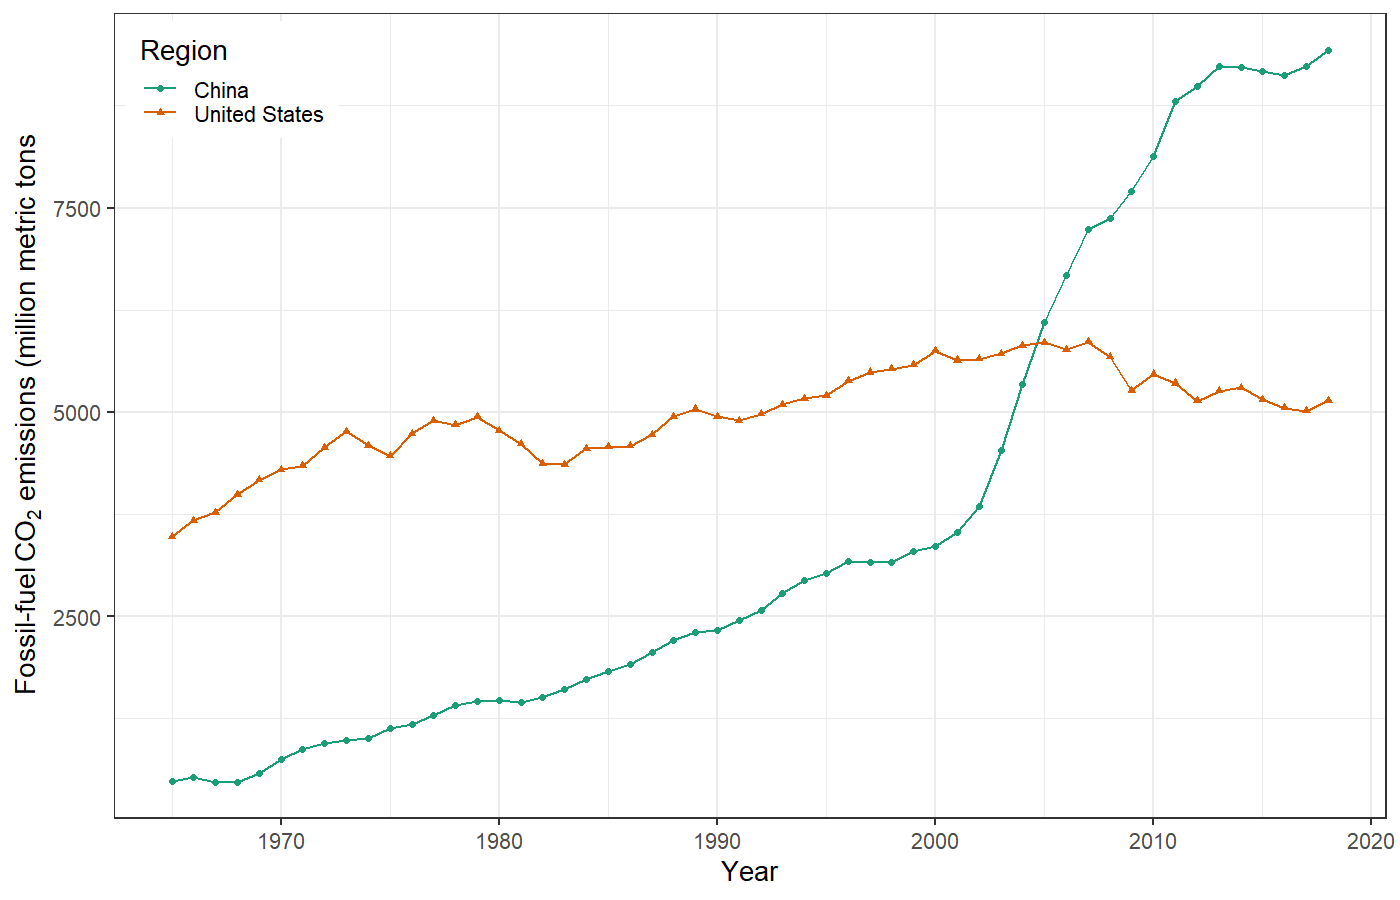 Region
China
United States
Fossil-fuel CO₂ emissions (million metric tons
7500
5000
2500
1970
1980
1990
2000
2010
2020
Year